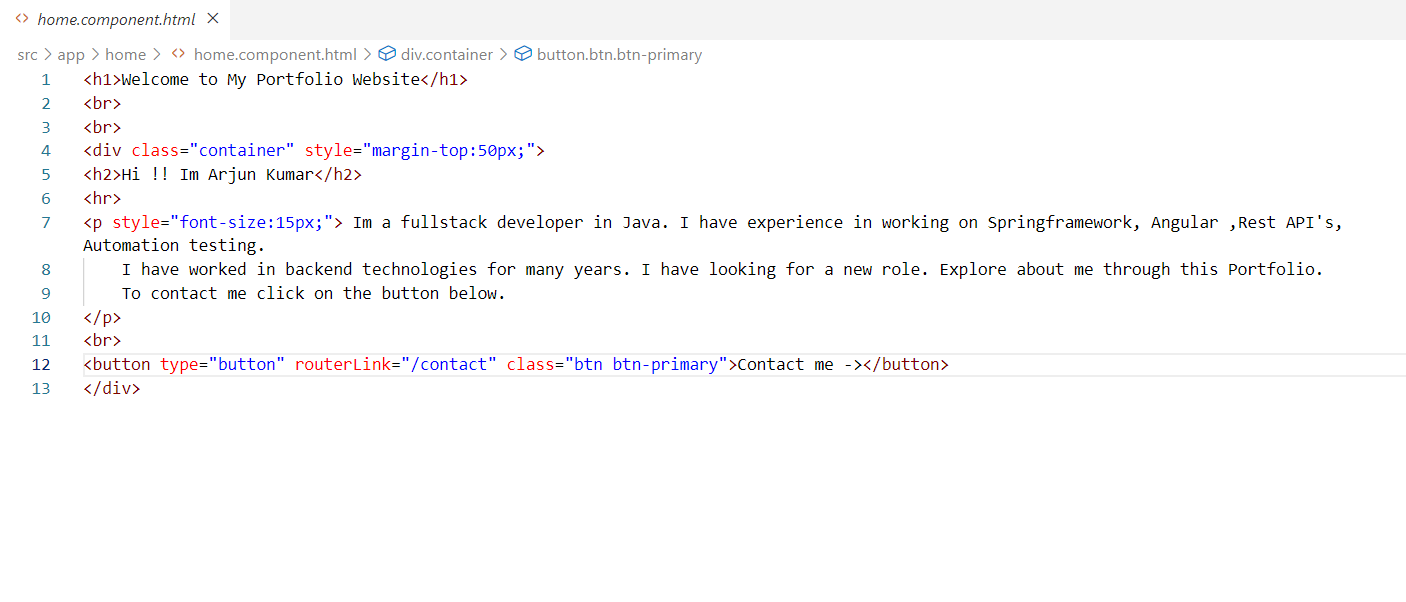 home.component.html
src > app > home > home.component.html > div.container > button.btn.btn-primary
1 <h1>Welcome to My Portfolio Website</h1>
2 <br>
3 <br>
4 <div class="container" style="margin-top:50px;">
5 <h2>Hi !! Im Arjun Kumar</h2>
6 <hr>
7 <p style="font-size:15px;"> Im a fullstack developer in Java. I have experience in working on Springframework, Angular ,Rest API's,
Automation testing.
8 I have worked in backend technologies for many years. I have looking for a new role. Explore about me through this Portfolio.
9 To contact me click on the button below.
10 </p>
11 <br>
12 <button type="button" routerLink="/contact" class="btn btn-primary">Contact me -></button>
13 </div>